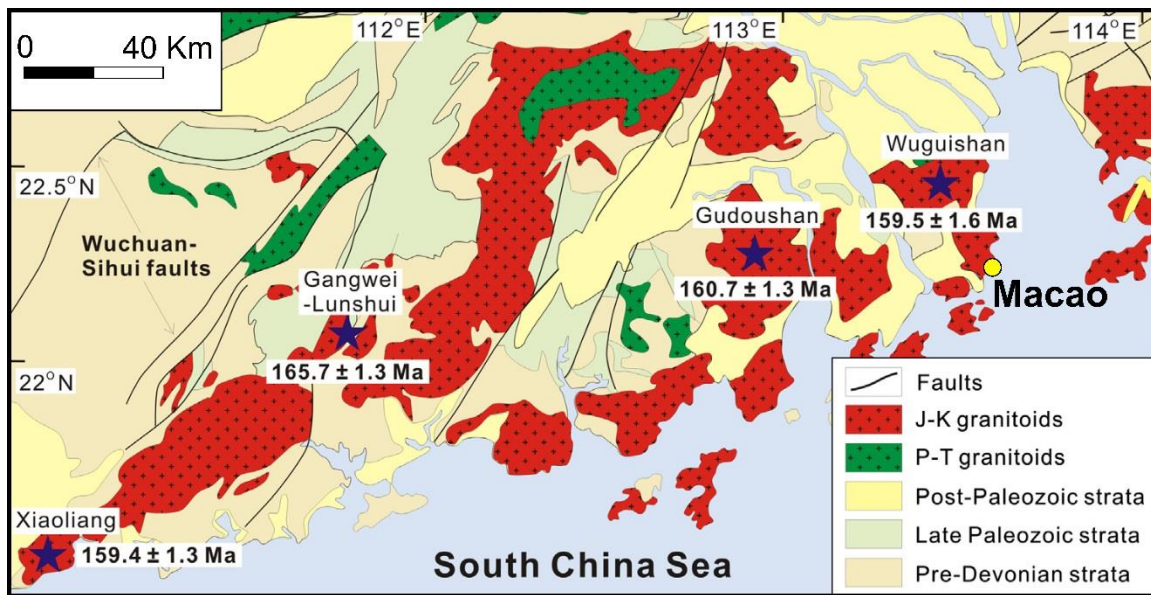 0 40 Km
112°E
113°E
114°E
22.5°N
22°N
Wuchuan-
Sihui faults
Gangwei
-Lunshui
165.7 ± 1.3 Ma
Gudoushan
160.7 ± 1.3 Ma
Wuguishan
159.5 ± 1.6 Ma
Macao
Xiaoliang
159.4 ± 1.3 Ma
South China Sea
Faults
J-K granitoids
P-T granitoids
Post-Paleozoic strata
Late Paleozoic strata
Pre-Devonian strata